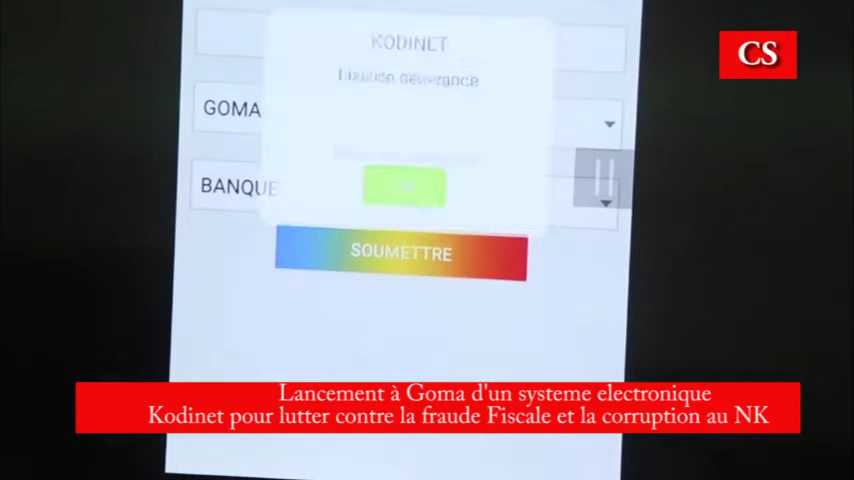 KODINET
CS
GOMA
BANQUE
SOUMETTRE
Lancement à Goma d'un systeme electronique
Kodinet pour lutter contre la fraude Fiscale et la corruption au NK